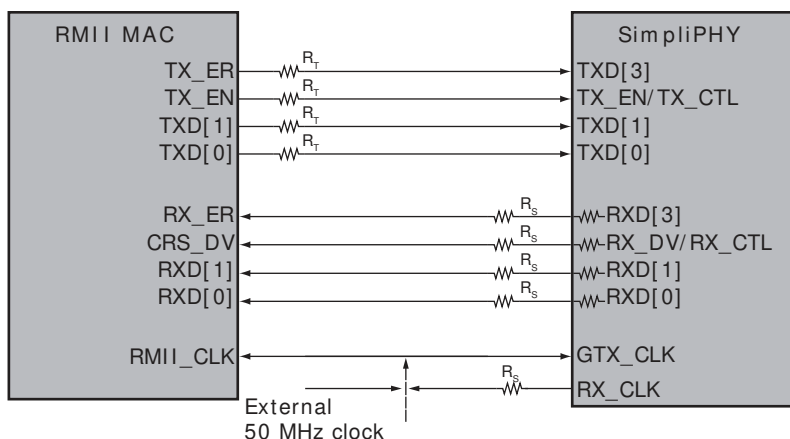 RMII MAC
SimpliPHY
TX_ER
R_T
TXD[3]
TX_EN
R_T
TX_EN/TX_CTL
TXD[1]
R_T
TXD[1]
TXD[0]
R_T
TXD[0]
RX_ER
R_S
RXD[3]
CRS_DV
R_S
RX_DV/RX_CTL
RXD[1]
R_S
RXD[1]
RXD[0]
R_S
RXD[0]
RMII_CLK
GTX_CLK
R_S
RX_CLK
External
50 MHz clock